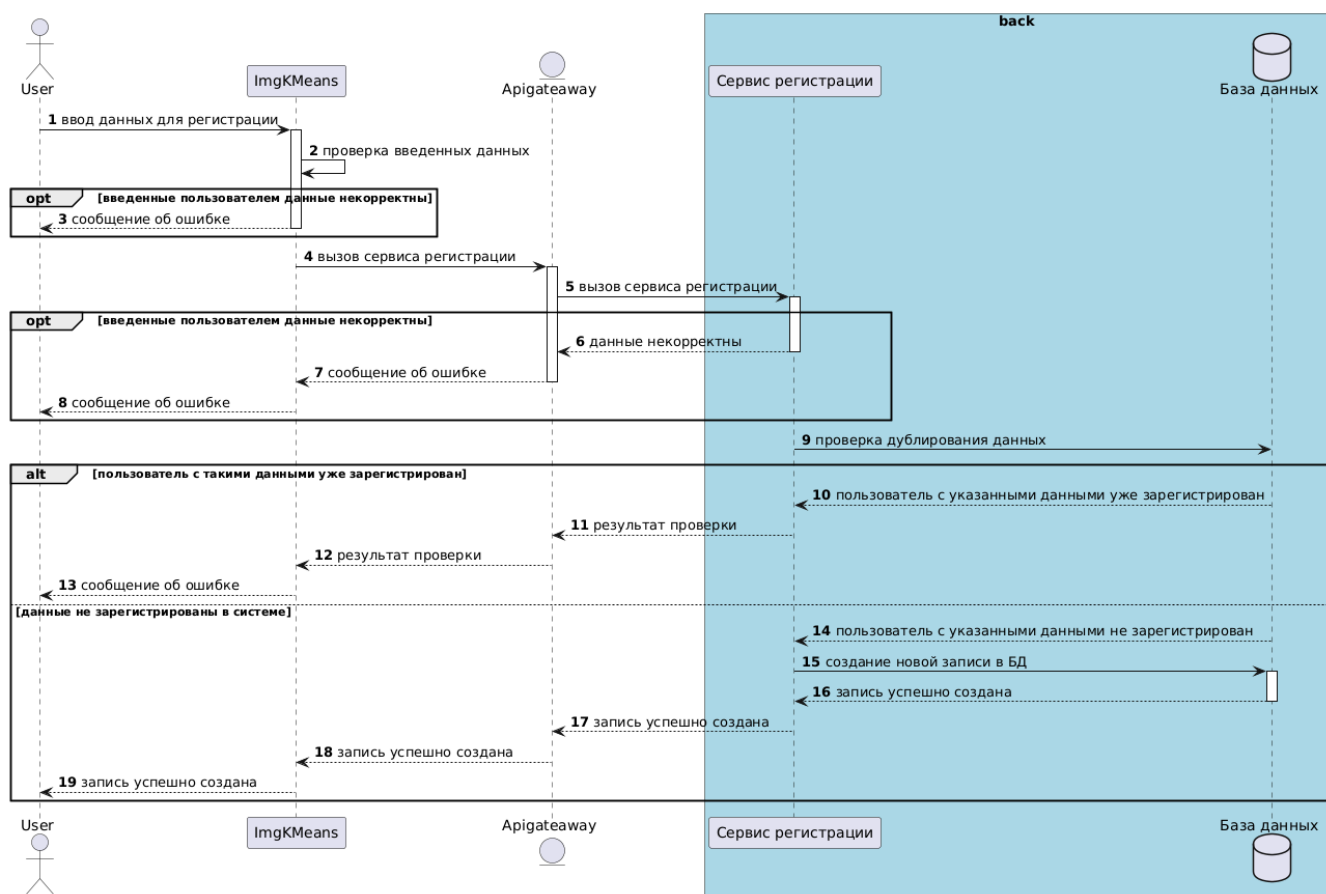 back
User
ImgKMeans
Apigateaway
Сервис регистрации
База данных
1 ввод данных для регистрации
2 проверка введенных данных
opt [введенные пользователем данные некорректны]
3 сообщение об ошибке
4 вызов сервиса регистрации
5 вызов сервиса регистрации
opt [введенные пользователем данные некорректны]
6 данные некорректны
7 сообщение об ошибке
8 сообщение об ошибке
9 проверка дублирования данных
alt [пользователь с такими данными уже зарегистрирован]
10 пользователь с указанными данными уже зарегистрирован
11 результат проверки
12 результат проверки
13 сообщение об ошибке
[данные не зарегистрированы в системе]
14 пользователь с указанными данными не зарегистрирован
15 создание новой записи в БД
16 запись успешно создана
17 запись успешно создана
18 запись успешно создана
19 запись успешно создана
User
ImgKMeans
Apigateaway
Сервис регистрации
База данных